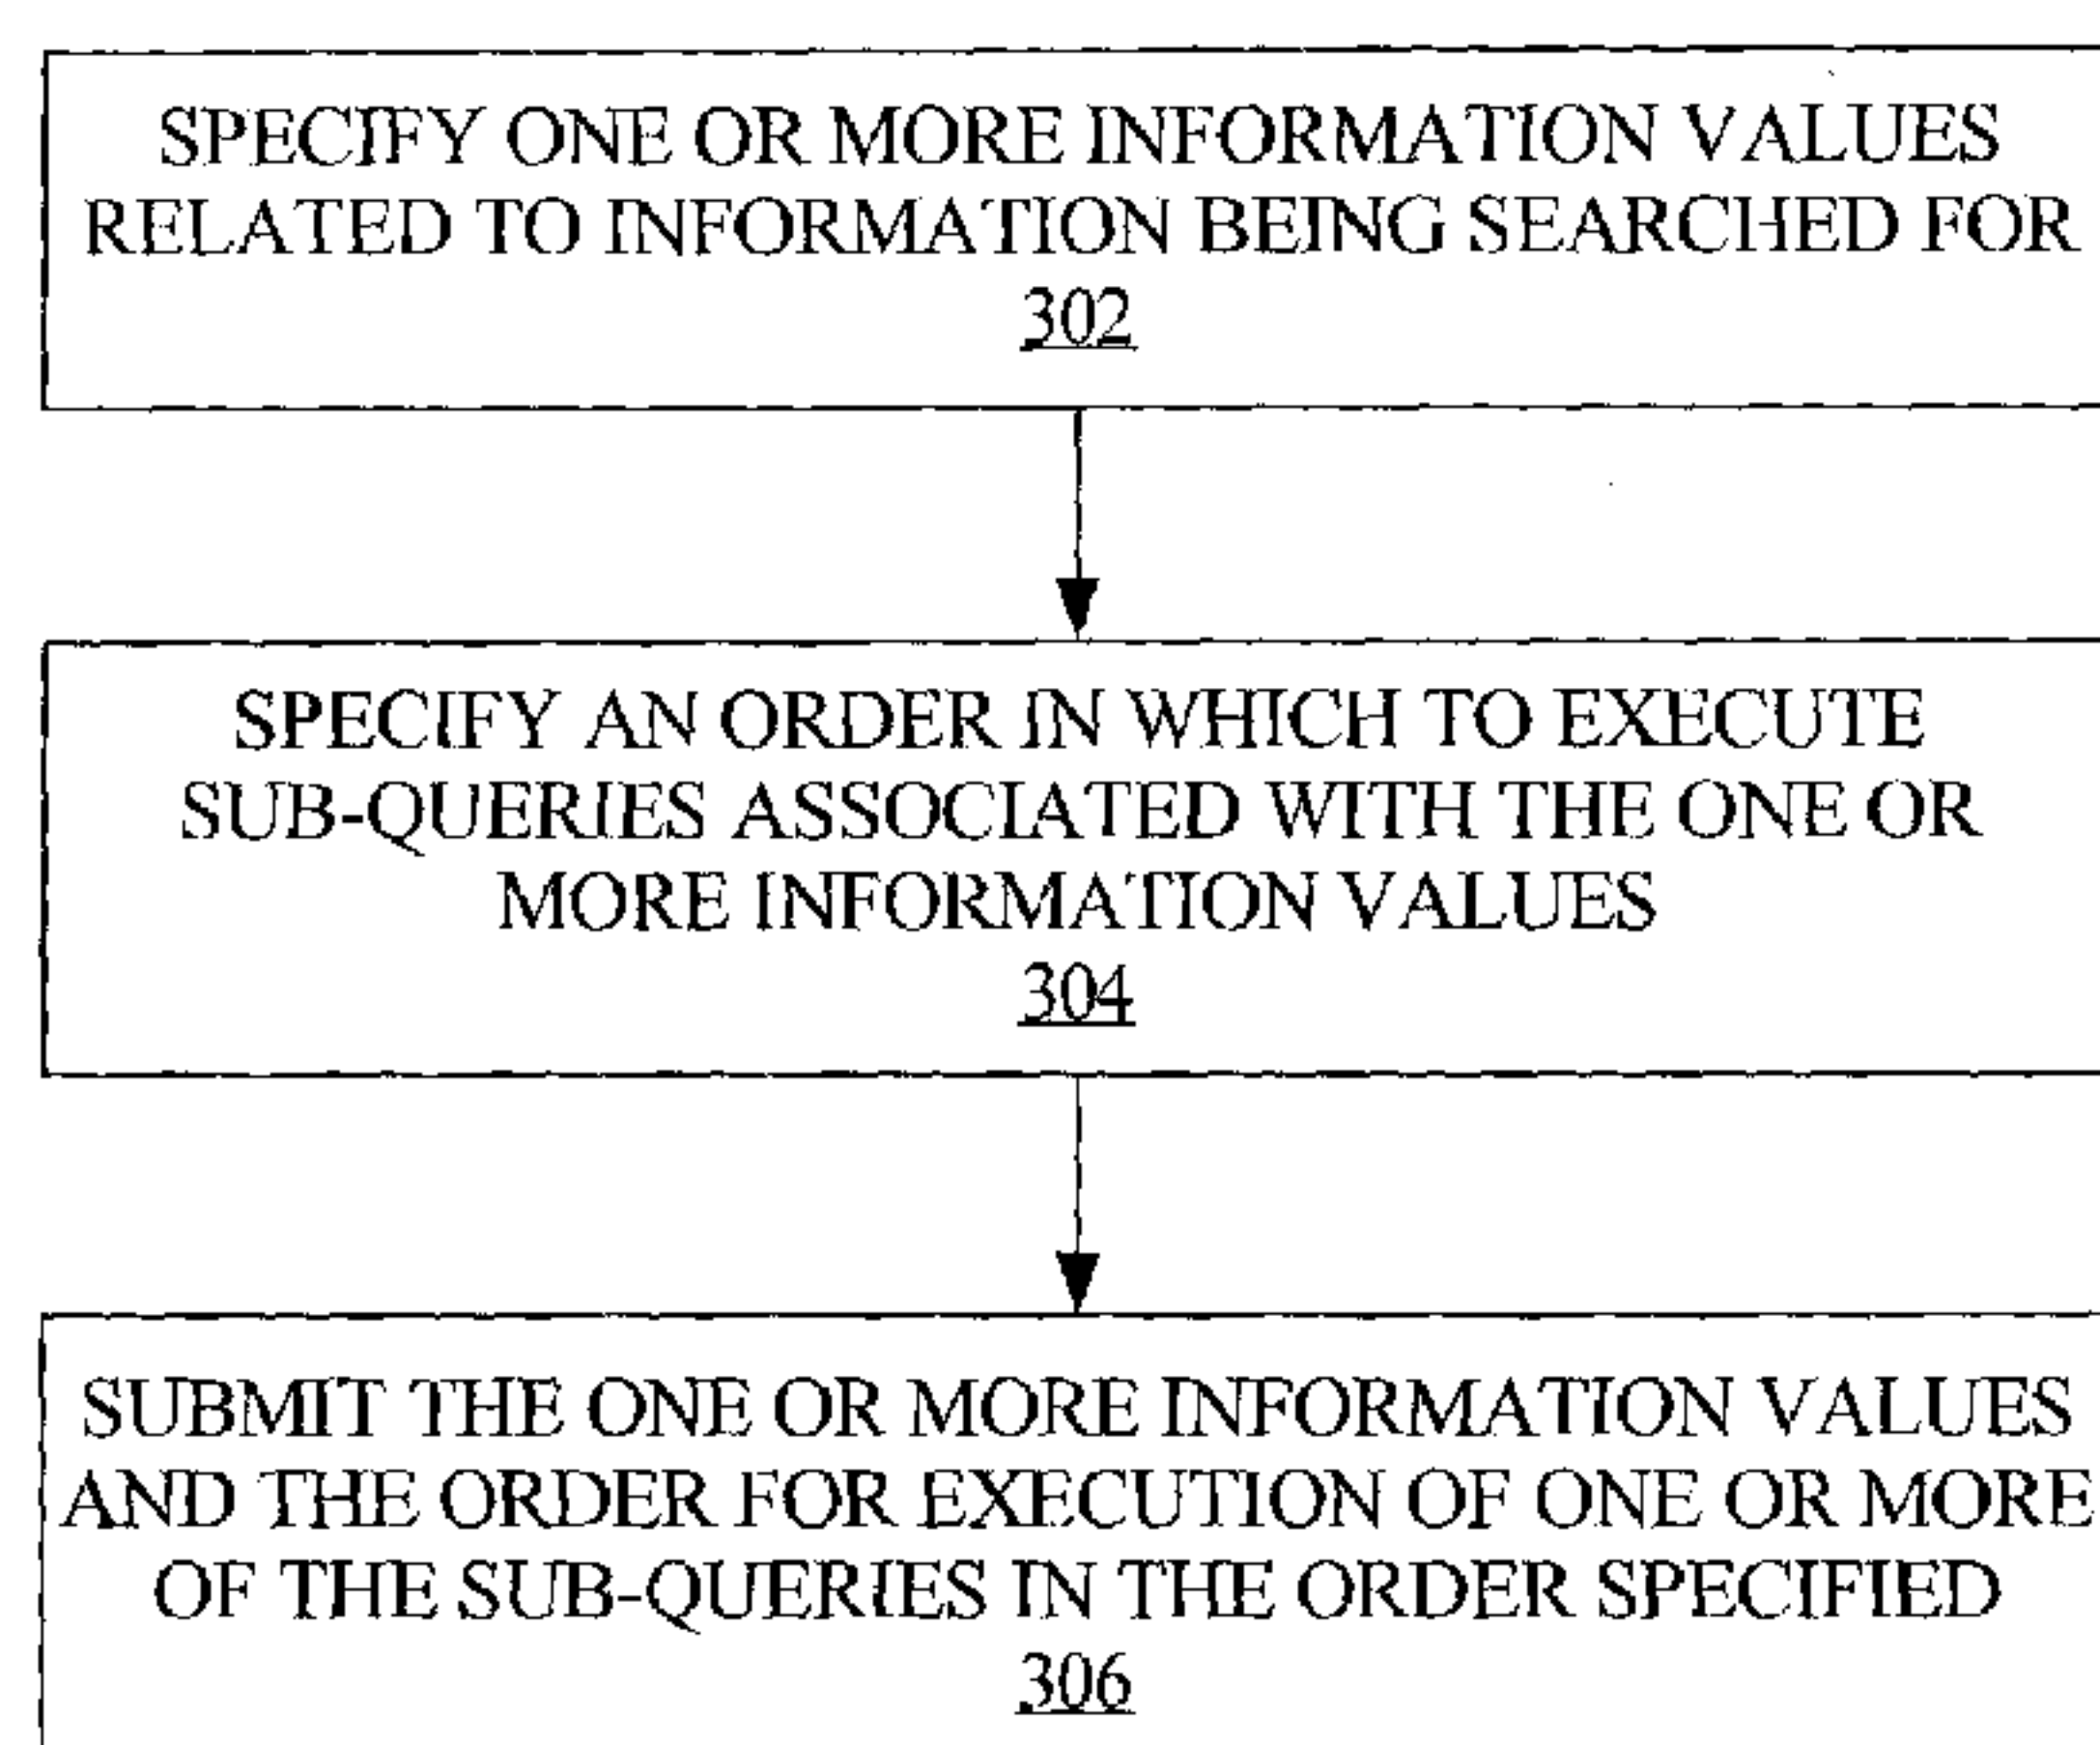 SPECIFY ONE OR MORE INFORMATION VALUES
RELATED TO INFORMATION BEING SEARCHED FOR
302
SPECIFY AN ORDER IN WHICH TO EXECUTE
SUB-QUERIES ASSOCIATED WITH THE ONE OR
MORE INFORMATION VALUES
304
SUBMIT THE ONE OR MORE INFORMATION VALUES
AND THE ORDER FOR EXECUTION OF ONE OR MORE
OF THE SUB-QUERIES IN THE ORDER SPECIFIED
306